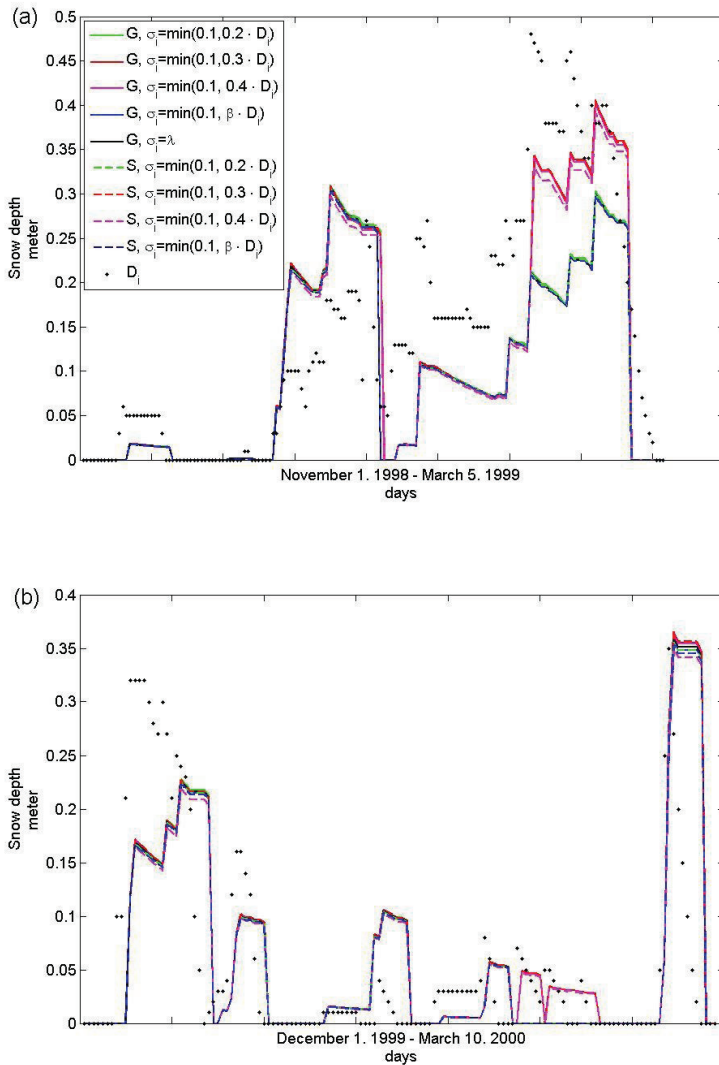 (a)
0.5
0.45
0.4
0.35
0.3
0.25
0.2
0.15
0.1
0.05
0
Snow depth
meter
G, σi=min(0.1,0.2 · Di)
G, σi=min(0.1,0.3 · Di)
G, σi=min(0.1, 0.4 · Di)
G, σi=min(0.1, β · Di)
G, σi=λ
S, σi=min(0.1, 0.2 · Di)
S, σi=min(0.1, 0.3 · Di)
S, σi=min(0.1, 0.4 · Di)
S, σi=min(0.1, β · Di)
Di
November 1. 1998 - March 5. 1999
days
(b)
0.4
0.35
0.3
0.25
0.2
0.15
0.1
0.05
0
Snow depth
meter
December 1. 1999 - March 10. 2000
days